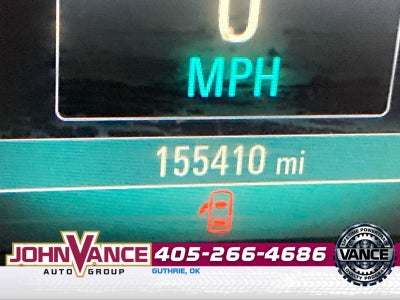 0
MPH
155410 mi
JOHN VANCE
AUTO GROUP
405-266-4686
GUTHRIE, OK
VANCE